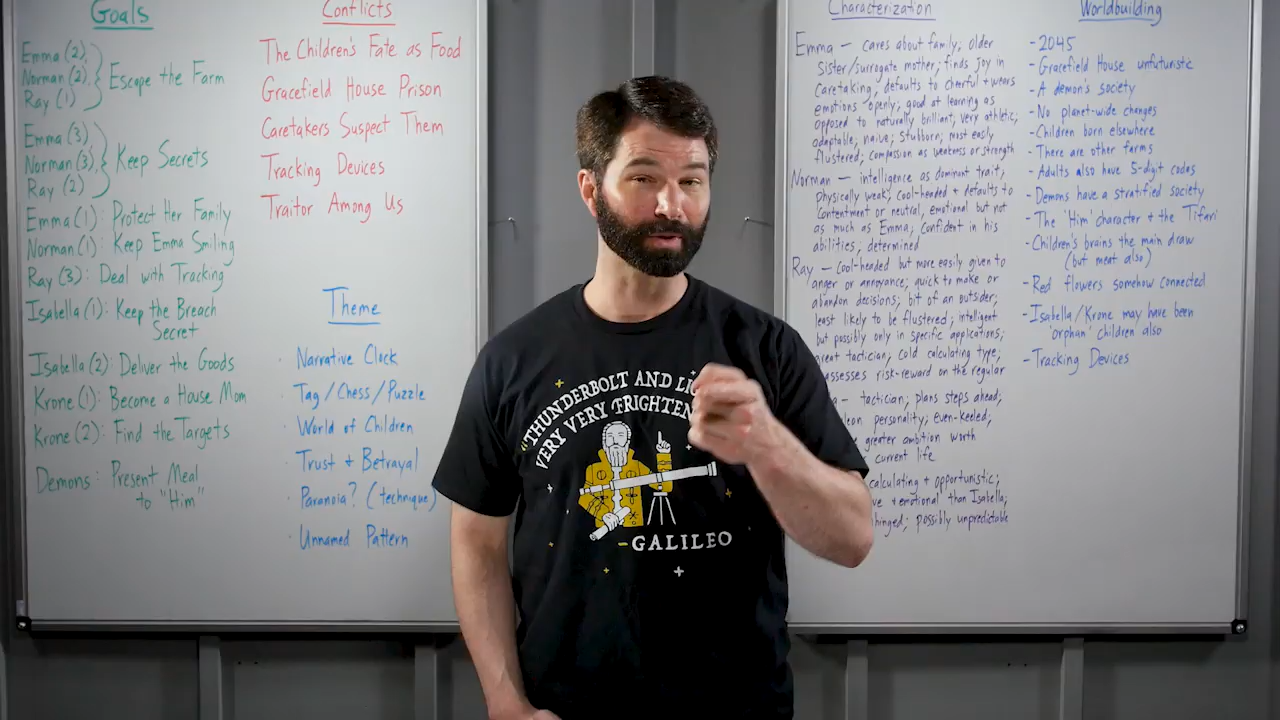 Goals
Emma (2),
Norman (2),
Ray (1)
Escape the Farm
Emma (3),
Norman (3),
Ray (2)
Keep Secrets
Emma (1): Protect Her Family
Norman (1): Keep Emma Smiling
Ray (3): Deal with Tracking
Isabella (1): Keep the Breach
Secret
Isabella (2): Deliver the Goods
Krone (1): Become a House Mom
Krone (2): Find the Targets
Demons: Present Meal
to "Him"
Conflicts
The Children's Fate as Food
Gracefield House Prison
Caretakers Suspect Them
Tracking Devices
Traitor Among Us
Theme
· Narrative Clock
· Tag/Chess/Puzzle
· World of Children
· Trust + Betrayal
· Paranoia? (technique)
· Unnamed Pattern
"THUNDERBOLT AND
VERY VERY FRIGHTEN
-GALILEO
Characterization
Emma – cares about family; older
sister/surrogate mother; finds joy in
caretaking; defaults to cheerful + wears
emotions openly; good at learning as
opposed to naturally brilliant; very athletic;
adaptable, naive; stubborn; most easily
flustered; compassion as weakness or strength
Norman – intelligence as dominant trait,
physically weak; cool-headed + defaults to
contentment or neutral, emotional but not
as much as Emma; confident in his
abilities, determined
Ray – cool-headed but more easily given to
anger or annoyance; quick to make or
abandon decisions; bit of an outsider;
least likely to be flustered; intelligent
but possibly only in specific applications;
great tactician; cold calculating type;
assesses risk-reward on the regular
– tactician; plans steps ahead;
personality; even-keeled;
greater ambition worth
current life
calculating + opportunistic;
+ emotional than Isabella;
possibly unpredictable
Worldbuilding
- 2045
- Gracefield House unfuturistic
- A demon's society
- No planet-wide changes
- Children born elsewhere
- There are other farms
- Adults also have 5-digit codes
- Demons have a stratified society
- The 'Him' character + the Tifari
- Children's brains the main draw
(but meat also)
- Red flowers somehow connected
- Isabella/Krone may have been
'orphan' children also
- Tracking Devices